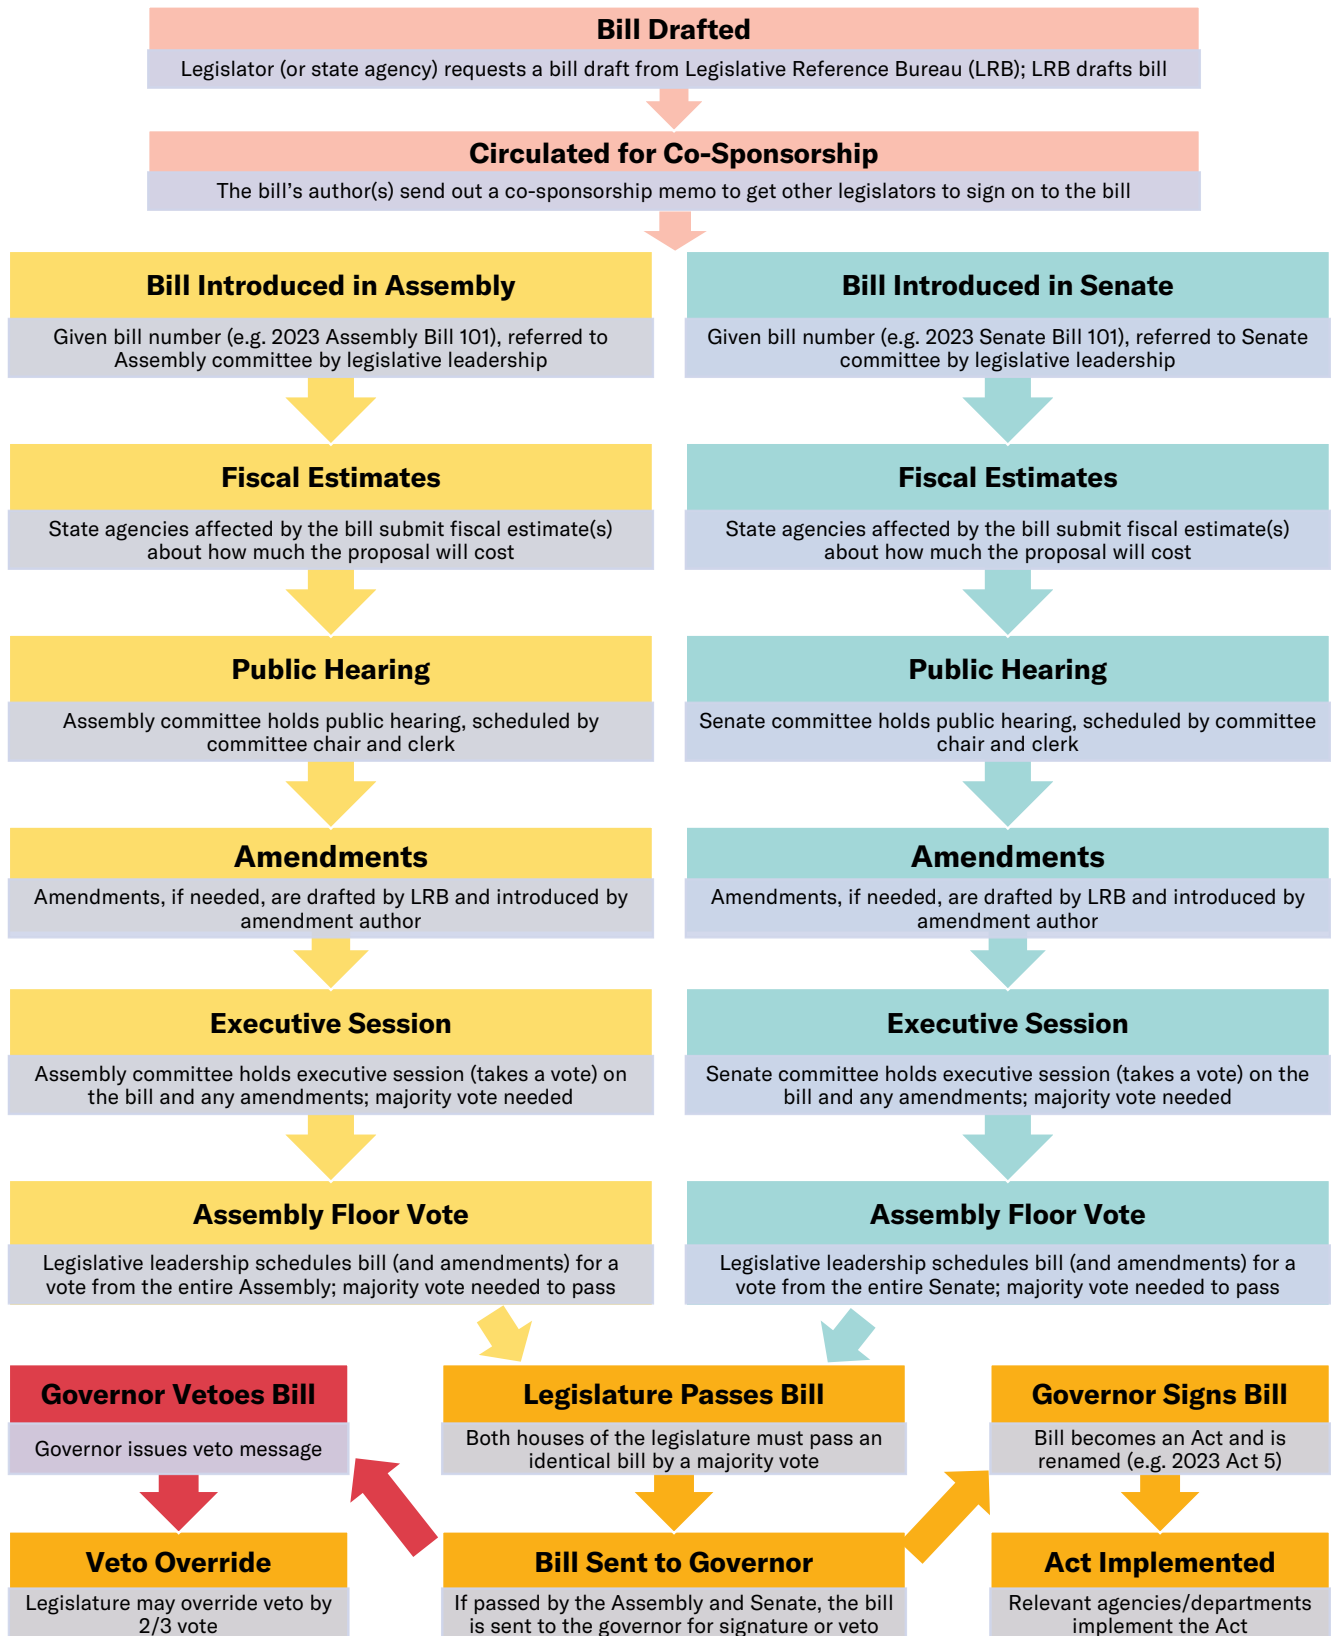 Bill Drafted
Legislator (or state agency) requests a bill draft from Legislative Reference Bureau (LRB); LRB drafts bill
Circulated for Co-Sponsorship
The bill's author(s) send out a co-sponsorship memo to get other legislators to sign on to the bill
Bill Introduced in Assembly
Given bill number (e.g. 2023 Assembly Bill 101), referred to
Assembly committee by legislative leadership
Fiscal Estimates
State agencies affected by the bill submit fiscal estimate(s)
about how much the proposal will cost
Public Hearing
Assembly committee holds public hearing, scheduled by
committee chair and clerk
Amendments
Amendments, if needed, are drafted by LRB and introduced by
amendment author
Executive Session
Assembly committee holds executive session (takes a vote) on
the bill and any amendments; majority vote needed
Assembly Floor Vote
Legislative leadership schedules bill (and amendments) for a
vote from the entire Assembly; majority vote needed to pass
Bill Introduced in Senate
Given bill number (e.g. 2023 Senate Bill 101), referred to Senate
committee by legislative leadership
Fiscal Estimates
State agencies affected by the bill submit fiscal estimate(s)
about how much the proposal will cost
Public Hearing
Senate committee holds public hearing, scheduled by committee
chair and clerk
Amendments
Amendments, if needed, are drafted by LRB and introduced by
amendment author
Executive Session
Senate committee holds executive session (takes a vote) on the
bill and any amendments; majority vote needed
Assembly Floor Vote
Legislative leadership schedules bill (and amendments) for a
vote from the entire Senate; majority vote needed to pass
Governor Vetoes Bill
Governor issues veto message
Veto Override
Legislature may override veto by
2/3 vote
Legislature Passes Bill
Both houses of the legislature must pass an
identical bill by a majority vote
Bill Sent to Governor
If passed by the Assembly and Senate, the bill
is sent to the governor for signature or veto
Governor Signs Bill
Bill becomes an Act and is
renamed (e.g. 2023 Act 5)
Act Implemented
Relevant agencies/departments
implement the Act